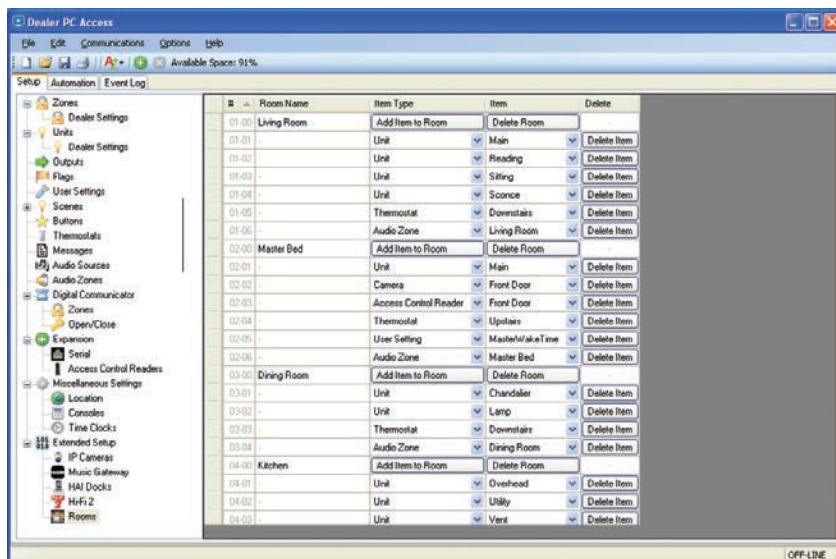 Dealer PC Access
File Edit Communications Options Help
Available Space: 91%
Setup Automation Event Log
Zones
Dealer Settings
Units
Dealer Settings
Outputs
Flags
User Settings
Scenes
Buttons
Thermostats
Messages
Audio Sources
Audio Zones
Digital Communicator
Zones
Open/Close
Expansion
Serial
Access Control Readers
Miscellaneous Settings
Location
Consoles
Time Clocks
Extended Setup
IP Cameras
Music Gateway
HAI Docks
Hi-Fi 2
Rooms
# Room Name Item Type Item Delete
01-00 Living Room Add Item to Room Delete Room -
01-01 - Unit Main Delete Item
01-02 - Unit Reading Delete Item
01-03 - Unit Sitting Delete Item
01-04 - Unit Sconce Delete Item
01-05 - Thermostat Downstairs Delete Item
01-06 - Audio Zone Living Room Delete Item
02-00 Master Bed Add Item to Room Delete Room -
02-01 - Unit Main Delete Item
02-02 - Camera Front Door Delete Item
02-03 - Access Control Reader Front Door Delete Item
02-04 - Thermostat Upstairs Delete Item
02-05 - User Setting MasterWakeTime Delete Item
02-06 - Audio Zone Master Bed Delete Item
03-00 Dining Room Add Item to Room Delete Room -
03-01 - Unit Chandalier Delete Item
03-02 - Unit Lamp Delete Item
03-03 - Thermostat Downstairs Delete Item
03-04 - Audio Zone Dining Room Delete Item
04-00 Kitchen Add Item to Room Delete Room -
04-01 - Unit Overhead Delete Item
04-02 - Unit Utility Delete Item
04-03 - Unit Vent Delete Item
OFF-LINE